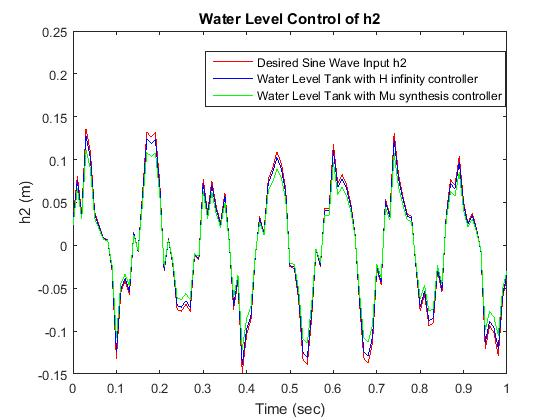 Water Level Control of h2
0.25
0.2
0.15
0.1
0.05
0
-0.05
-0.1
-0.15
h2 (m)
Desired Sine Wave Input h2
Water Level Tank with H infinity controller
Water Level Tank with Mu synthesis controller
0 0.1 0.2 0.3 0.4 0.5 0.6 0.7 0.8 0.9 1
Time (sec)